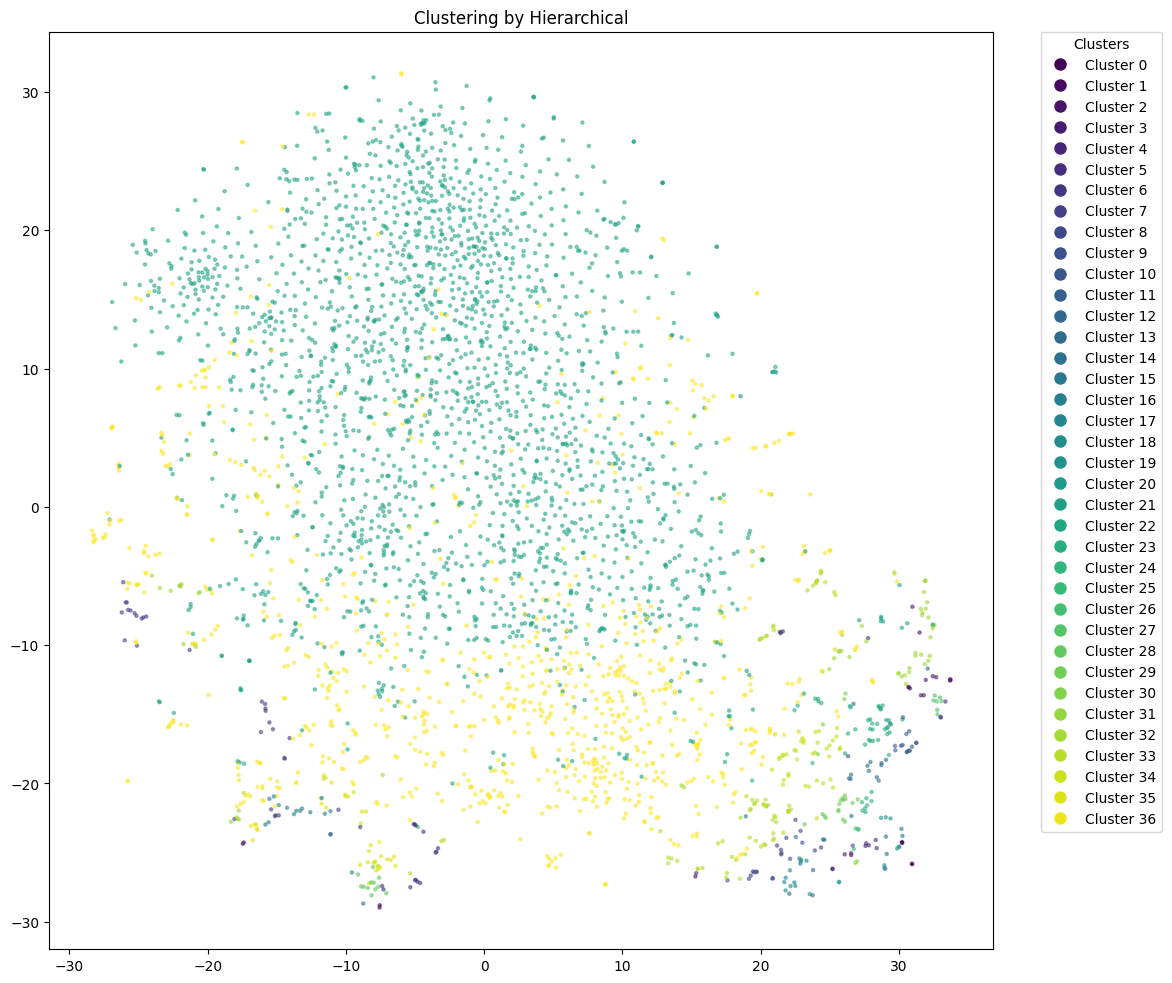 Clustering by Hierarchical
30
20
10
0
−10
−20
−30
−30
−20
−10
0
10
20
30
Clusters
Cluster 0
Cluster 1
Cluster 2
Cluster 3
Cluster 4
Cluster 5
Cluster 6
Cluster 7
Cluster 8
Cluster 9
Cluster 10
Cluster 11
Cluster 12
Cluster 13
Cluster 14
Cluster 15
Cluster 16
Cluster 17
Cluster 18
Cluster 19
Cluster 20
Cluster 21
Cluster 22
Cluster 23
Cluster 24
Cluster 25
Cluster 26
Cluster 27
Cluster 28
Cluster 29
Cluster 30
Cluster 31
Cluster 32
Cluster 33
Cluster 34
Cluster 35
Cluster 36